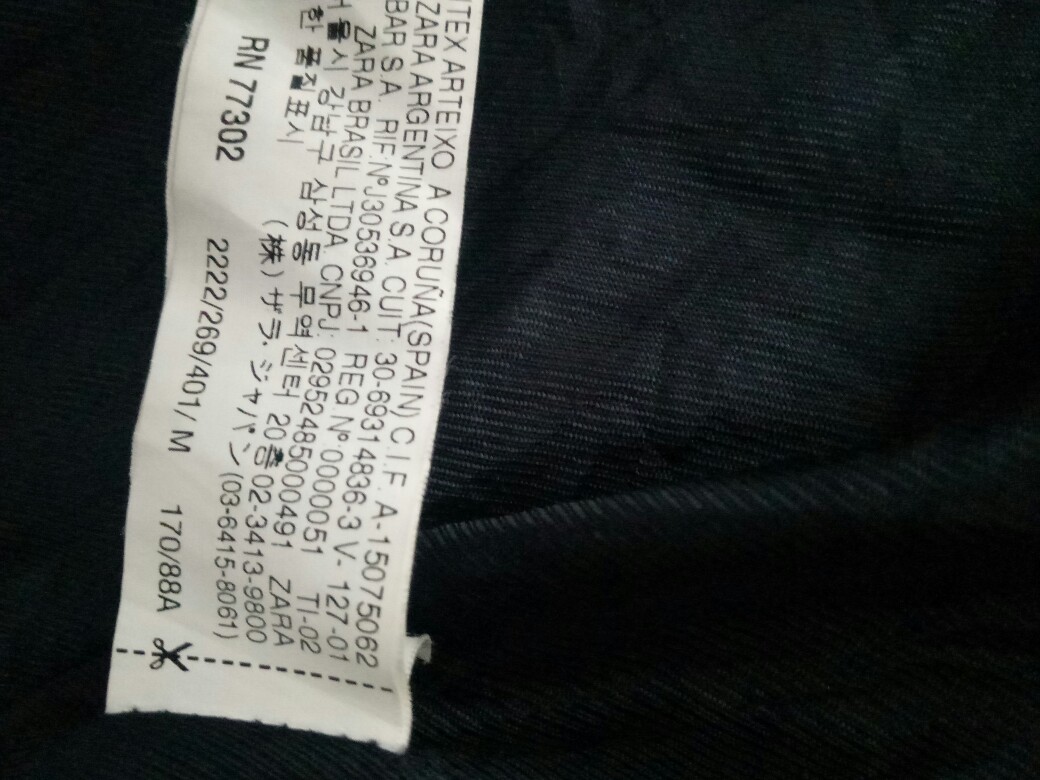 ITEX ARTEIXO A CORUÑA(SPAIN) C.I.F. A-15075062
ZARA ARGENTINA S.A. CUIT: 30-69314836-3 V-127-01
BAR S.A. RIF.NºJ30536946-1 REG.Nº 00000051 TI-02
ZARA BRASIL LTDA. CNPJ: 02952485000491 ZARA
울시 강남구 삼성동 무역센터 20층 02-3413-9800
한 품질표시 (株) ザラ・ジャパン (03-6415-8061)
RN 77302 2222/269/401/ M 170/88A